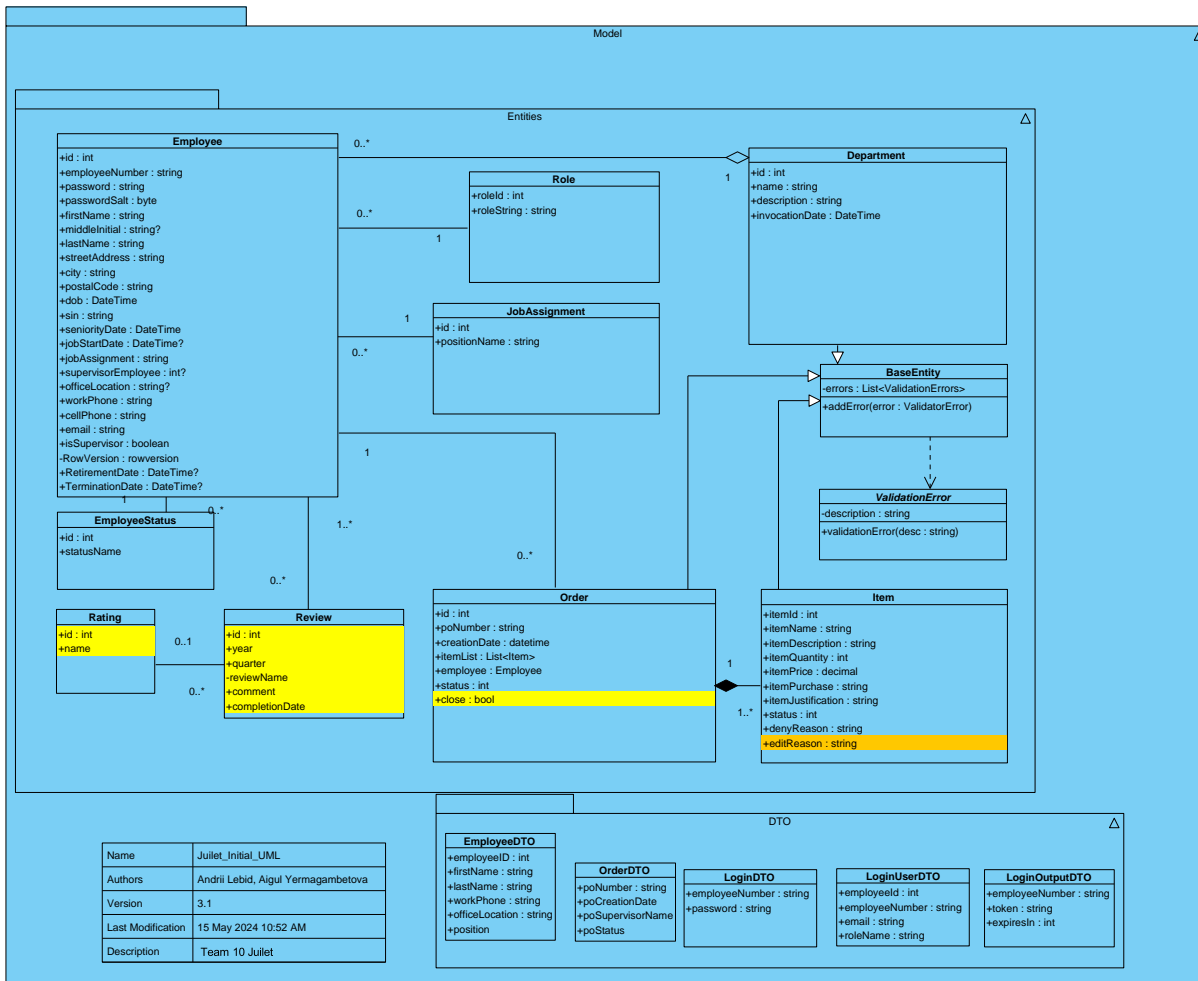 Model
Entities
Employee
+id : int
+employeeNumber : string
+password : string
+passwordSalt : byte
+firstName : string
+middleInitial : string?
+lastName : string
+streetAddress : string
+city : string
+postalCode : string
+dob : DateTime
+sin : string
+seniorityDate : DateTime
+jobStartDate : DateTime?
+jobAssignment : string
+supervisorEmployee : int?
+officeLocation : string?
+workPhone : string
+cellPhone : string
+email : string
+isSupervisor : boolean
-RowVersion : rowversion
+RetirementDate : DateTime?
+TerminationDate : DateTime?
0..*
1
Department
+id : int
+name : string
+description : string
+invocationDate : DateTime
Role
+roleId : int
+roleString : string
0..*
1
JobAssignment
+id : int
+positionName : string
1
0..*
BaseEntity
-errors : List<ValidationErrors>
+addError(error : ValidatorError)
ValidationError
-description : string
+validationError(desc : string)
1
0..*
1
0..*
EmployeeStatus
+id : int
+statusName
1..*
0..*
Rating
+id : int
+name
0..1
0..*
Review
+id : int
+year
+quarter
-reviewName
+comment
+completionDate
Order
+id : int
+poNumber : string
+creationDate : datetime
+itemList : List<Item>
+employee : Employee
+status : int
+close : bool
1
1..*
Item
+itemId : int
+itemName : string
+itemDescription : string
+itemQuantity : int
+itemPrice : decimal
+itemPurchase : string
+itemJustification : string
+status : int
+denyReason : string
+editReason : string
DTO
EmployeeDTO
+employeeID : int
+firstName : string
+lastName : string
+workPhone : string
+officeLocation : string
+position
OrderDTO
+poNumber : string
+poCreationDate
+poSupervisorName
+poStatus
LoginDTO
+employeeNumber : string
+password : string
LoginUserDTO
+employeeId : int
+employeeNumber : string
+email : string
+roleName : string
LoginOutputDTO
+employeeNumber : string
+token : string
+expiresIn : int
Name Juilet_Initial_UML
Authors Andrii Lebid, Aigul Yermagambetova
Version 3.1
Last Modification 15 May 2024 10:52 AM
Description Team 10 Juilet